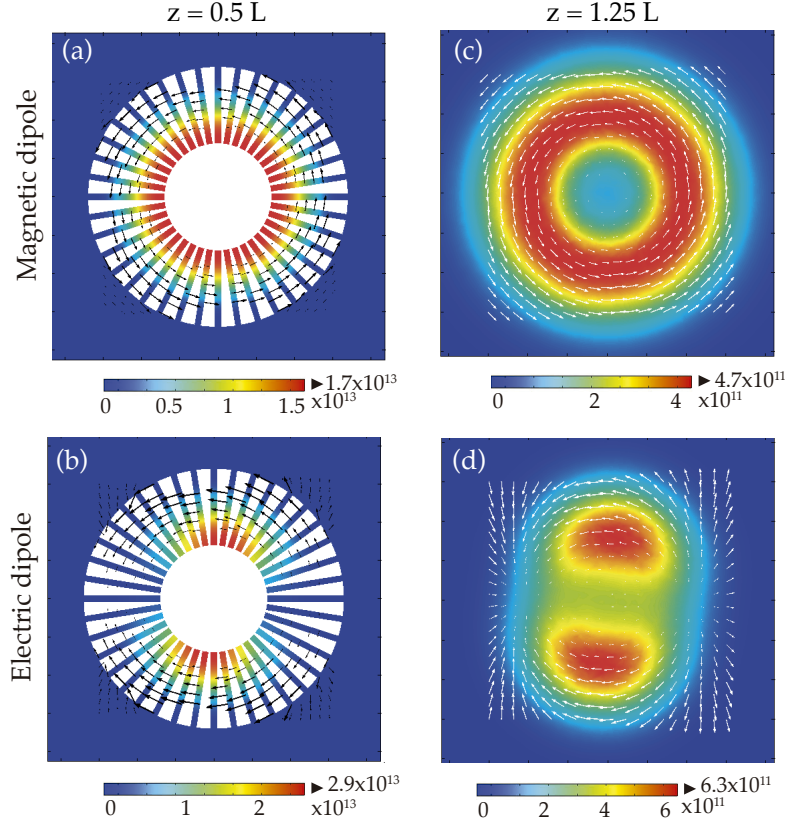 z = 0.5 L
z = 1.25 L
Magnetic dipole
(a)
(c)
0 0.5 1 1.5
►1.7x10¹³
x10¹³
0 2 4
►4.7x10¹¹
x10¹¹
Electric dipole
(b)
(d)
0 1 2
►2.9x10¹³
x10¹³
0 2 4 6
►6.3x10¹¹
x10¹¹